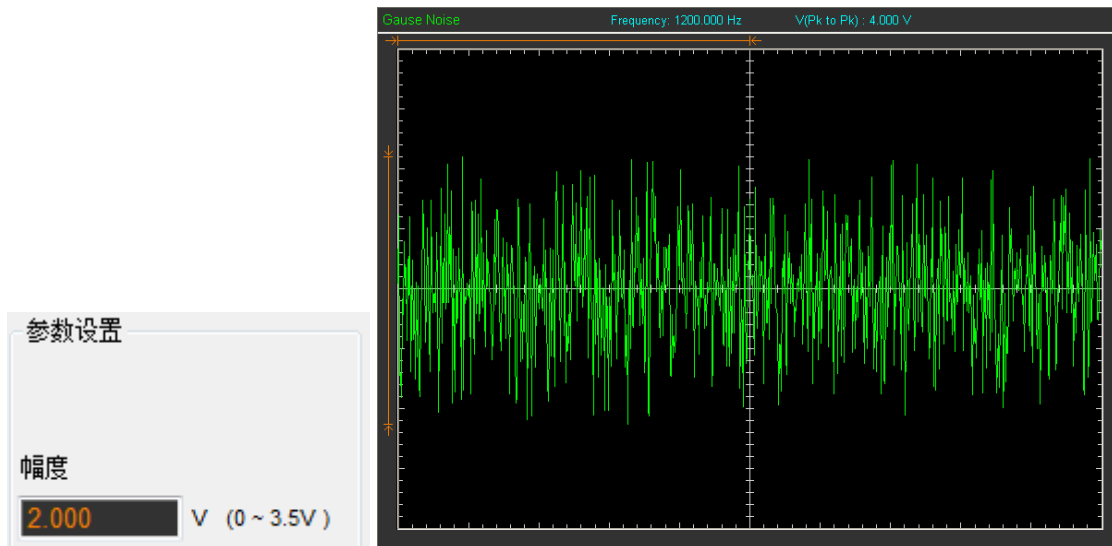 Gause Noise Frequency: 1200.000 Hz V(Pk to Pk) : 4.000 V
参数设置
幅度
2.000 V (0 ~ 3.5V )